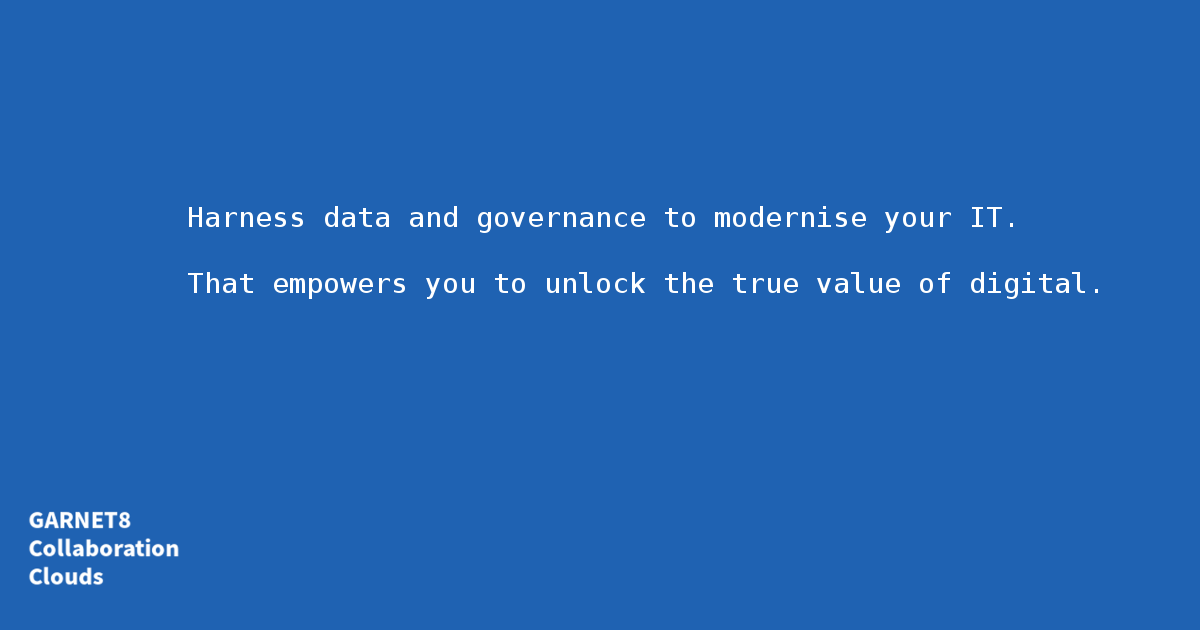 Harness data and governance to modernise your IT.
That empowers you to unlock the true value of digital.
GARNET8
Collaboration
Clouds